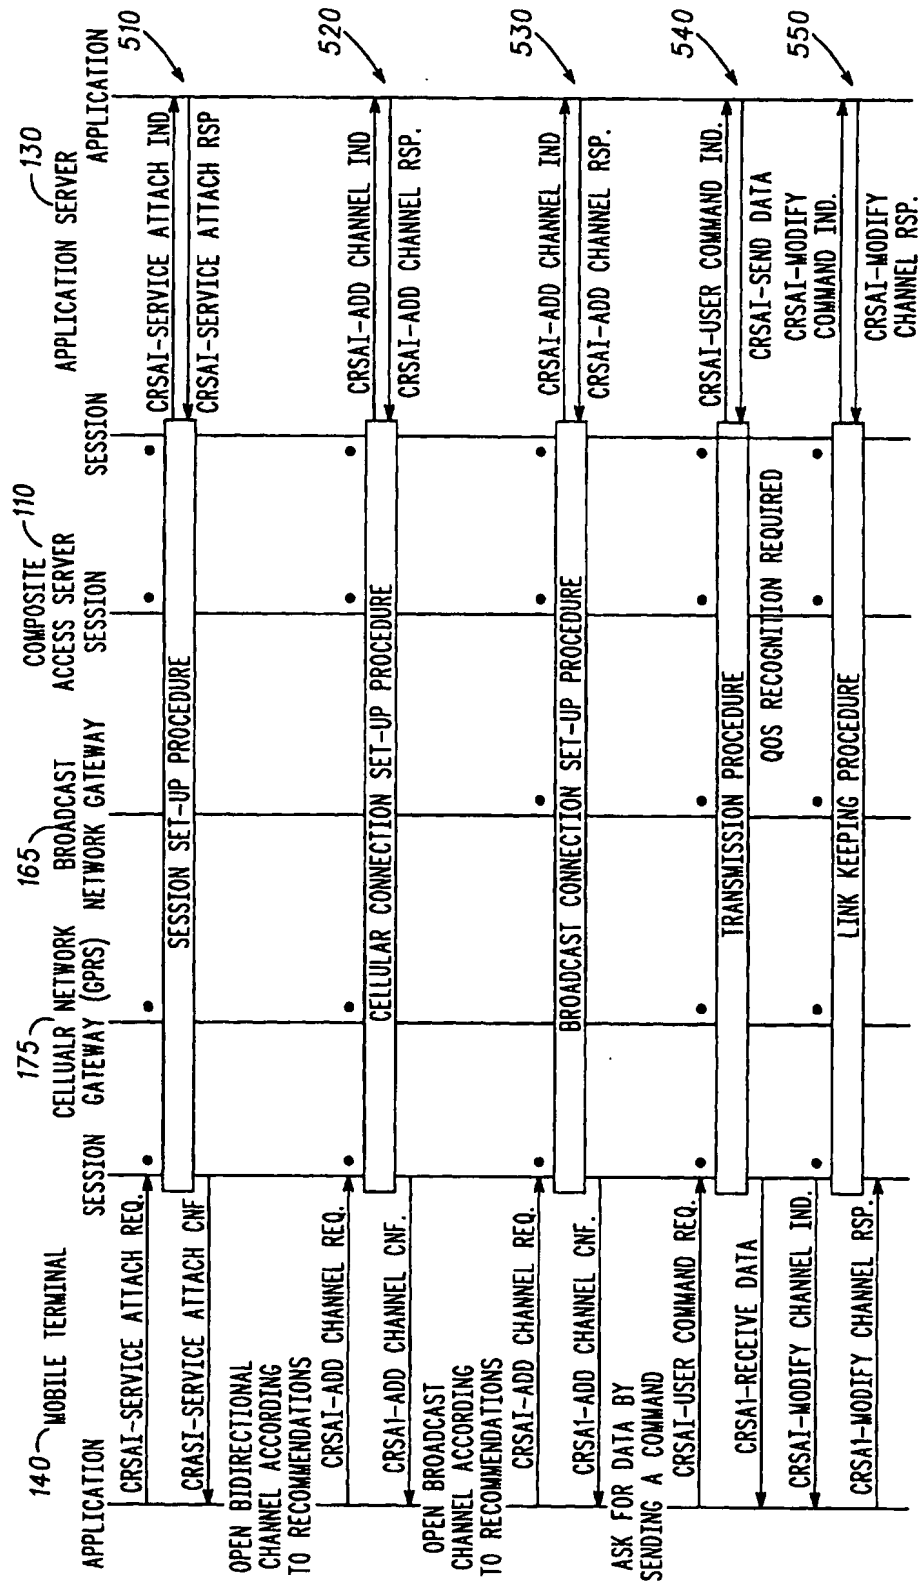 140 MOBILE TERMINAL
APPLICATION
SESSION
175
CELLUALR NETWORK
GATEWAY (GPRS)
165
BROADCAST
NETWORK GATEWAY
COMPOSITE 110
ACCESS SERVER
SESSION
SESSION
APPLICATION SERVER 130
APPLICATION
CRSAI-SERVICE ATTACH REQ.
CRASI-SERVICE ATTACH CNF
SESSION SET-UP PROCEDURE
CRSAI-SERVICE ATTACH IND
CRSAI-SERVICE ATTACH RSP
510
OPEN BIDIRECTIONAL
CHANNEL ACCORDING
TO RECOMMENDATIONS
CRSAI-ADD CHANNEL REQ.
CRSA1-ADD CHANNEL CNF.
CELLULAR CONNECTION SET-UP PROCEDURE
CRSAI-ADD CHANNEL IND
CRSAI-ADD CHANNEL RSP.
520
OPEN BROADCAST
CHANNEL ACCORDING
TO RECOMMENDATIONS
CRSAI-ADD CHANNEL REQ.
CRSA1-ADD CHANNEL CNF.
BROADCAST CONNECTION SET-UP PROCEDURE
CRSAI-ADD CHANNEL IND
CRSAI-ADD CHANNEL RSP.
530
ASK FOR DATA BY
SENDING A COMMAND
CRSAI-USER COMMAND REQ.
CRSA1-RECEIVE DATA
TRANSMISSION PROCEDURE
QOS RECOGNITION REQUIRED
CRSAI-USER COMMAND IND.
CRSAI-SEND DATA
540
CRSAI-MODIFY CHANNEL IND.
CRSA1-MODIFY CHANNEL RSP.
LINK KEEPING PROCEDURE
CRSAI-MODIFY
COMMAND IND.
CRSAI-MODIFY
CHANNEL RSP.
550